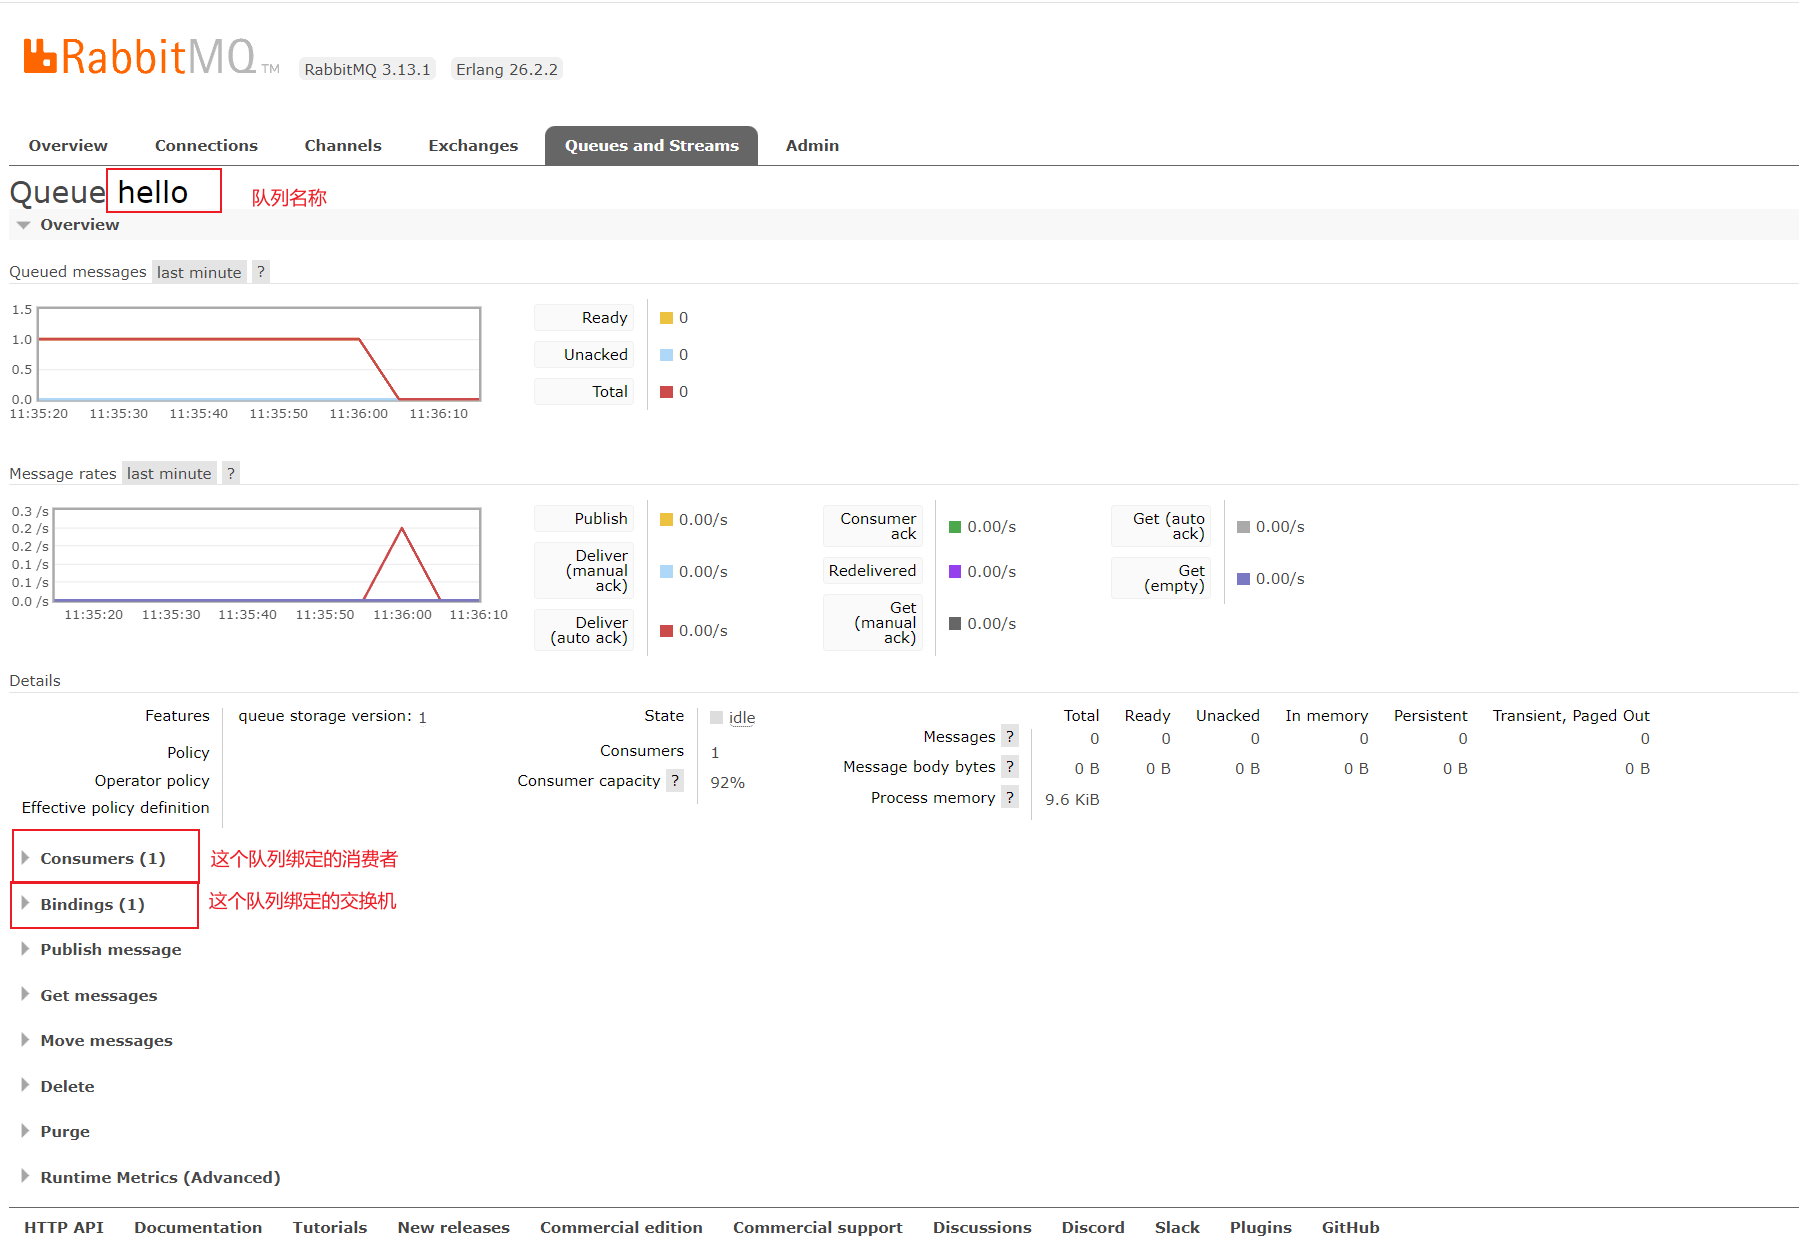 RabbitMQ TM RabbitMQ 3.13.1 Erlang 26.2.2
Overview Connections Channels Exchanges Queues and Streams Admin
Queue hello 队列名称
Overview
Queued messages last minute ?
1.5
1.0
0.5
0.0
11:35:20 11:35:30 11:35:40 11:35:50 11:36:00 11:36:10
Ready 0
Unacked 0
Total 0
Message rates last minute ?
0.3 /s
0.2 /s
0.2 /s
0.1 /s
0.1 /s
0.0 /s
11:35:20 11:35:30 11:35:40 11:35:50 11:36:00 11:36:10
Publish 0.00/s
Deliver
(manual
ack) 0.00/s
Deliver
(auto ack) 0.00/s
Consumer
ack 0.00/s
Redelivered 0.00/s
Get
(manual
ack) 0.00/s
Get (auto
ack) 0.00/s
Get
(empty) 0.00/s
Details
Features queue storage version: 1
Policy
Operator policy
Effective policy definition
State idle
Consumers 1
Consumer capacity ? 92%
Total Ready Unacked In memory Persistent Transient, Paged Out
Messages ? 0 0 0 0 0 0
Message body bytes ? 0 B 0 B 0 B 0 B 0 B 0 B
Process memory ? 9.6 KiB
Consumers (1) 这个队列绑定的消费者
Bindings (1) 这个队列绑定的交换机
Publish message
Get messages
Move messages
Delete
Purge
Runtime Metrics (Advanced)
HTTP API Documentation Tutorials New releases Commercial edition Commercial support Discussions Discord Slack Plugins GitHub